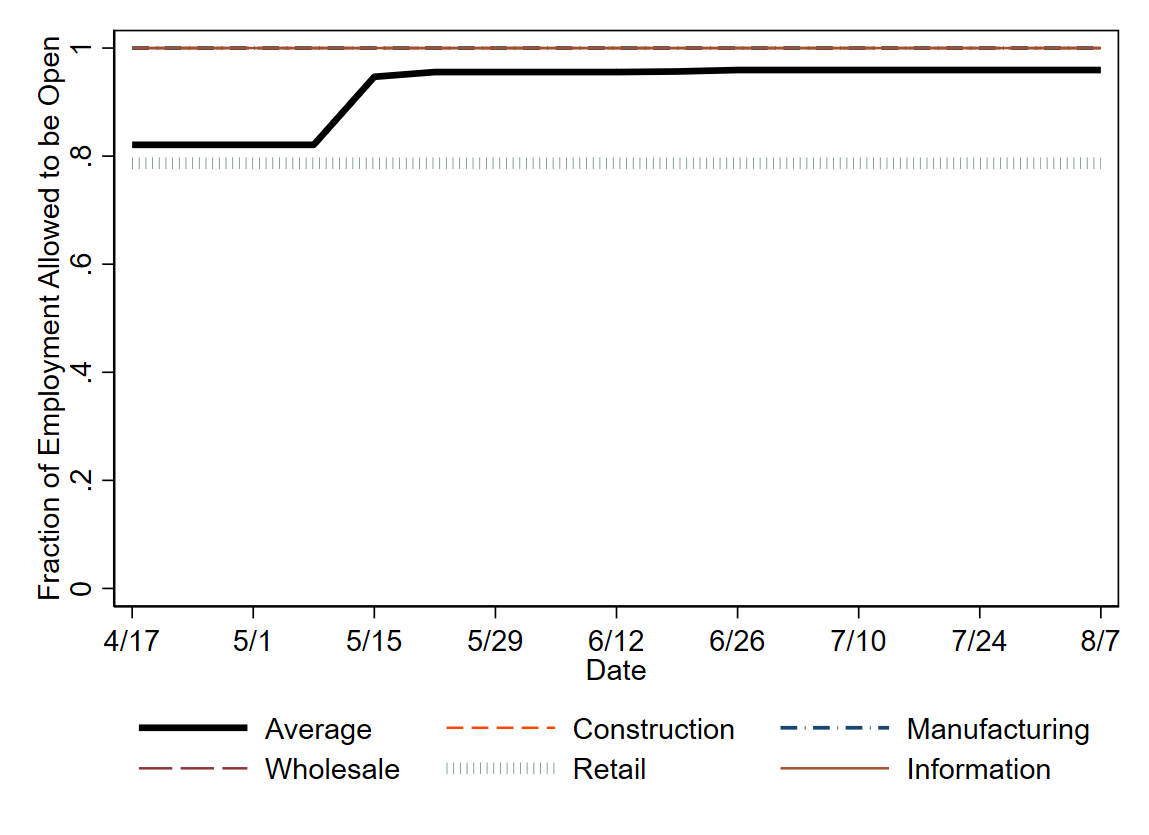 Fraction of Employment Allowed to be Open
1
.8
.6
.4
.2
0
4/17 5/1 5/15 5/29 6/12 6/26 7/10 7/24 8/7
Date
Average Construction Manufacturing
Wholesale Retail Information